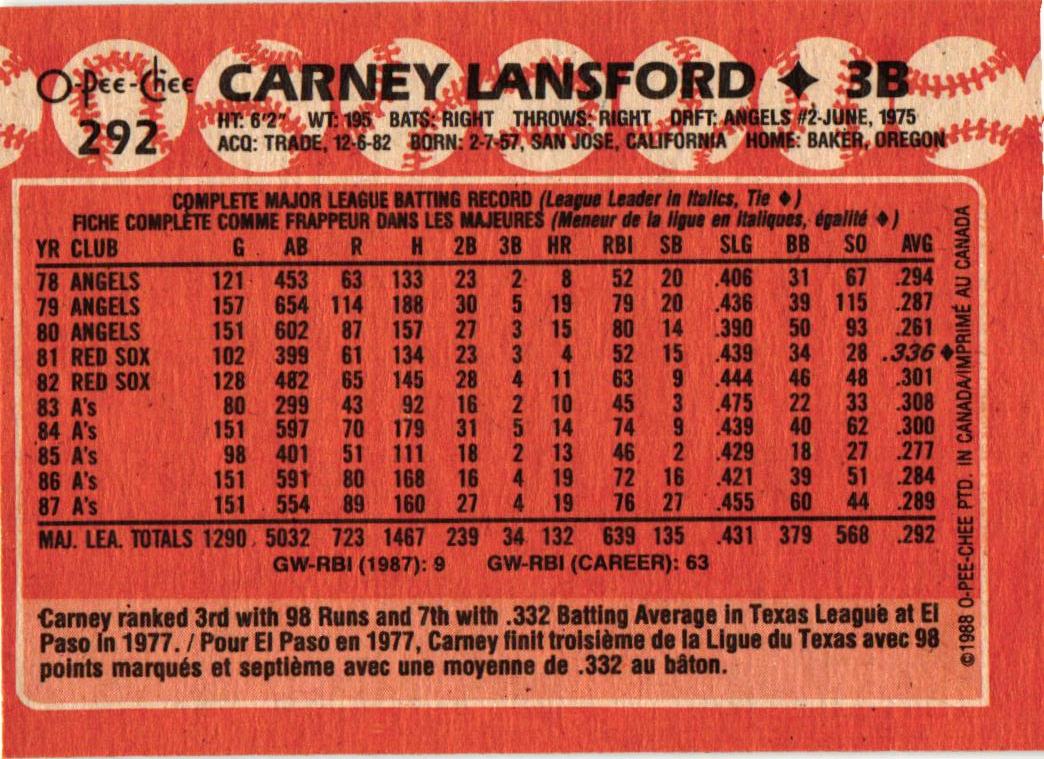 O-Pee-Chee CARNEY LANSFORD ✦ 3B
292
HT: 6'2" WT: 195 BATS: RIGHT THROWS: RIGHT DRFT: ANGELS #2-JUNE, 1975
ACQ: TRADE, 12-6-82 BORN: 2-7-57, SAN JOSE, CALIFORNIA HOME: BAKER, OREGON
COMPLETE MAJOR LEAGUE BATTING RECORD (League Leader in Italics, Tie ♦)
FICHE COMPLÈTE COMME FRAPPEUR DANS LES MAJEURES (Meneur de la ligue en italiques, égalité ♦)
YR CLUB G AB R H 2B 3B HR RBI SB SLG BB SO AVG
78 ANGELS 121 453 63 133 23 2 8 52 20 .406 31 67 .294
79 ANGELS 157 654 114 188 30 5 19 79 20 .436 39 115 .287
80 ANGELS 151 602 87 157 27 3 15 80 14 .390 50 93 .261
81 RED SOX 102 399 61 134 23 3 4 52 15 .439 34 28 .336 ♦
82 RED SOX 128 482 65 145 28 4 11 63 9 .444 46 48 .301
83 A's 80 299 43 92 16 2 10 45 3 .475 22 33 .308
84 A's 151 597 70 179 31 5 14 74 9 .439 40 62 .300
85 A's 98 401 51 111 18 2 13 46 2 .429 18 27 .277
86 A's 151 591 80 168 16 4 19 72 16 .421 39 51 .284
87 A's 151 554 89 160 27 4 19 76 27 .455 60 44 .289
MAJ. LEA. TOTALS 1290 5032 723 1467 239 34 132 639 135 .431 379 568 .292
GW-RBI (1987): 9 GW-RBI (CAREER): 63
Carney ranked 3rd with 98 Runs and 7th with .332 Batting Average in Texas League at El
Paso in 1977. / Pour El Paso en 1977, Carney finit troisième de la Ligue du Texas avec 98
points marqués et septième avec une moyenne de .332 au bâton.
©1988 O-PEE-CHEE PTD. IN CANADA/IMPRIMÉ AU CANADA